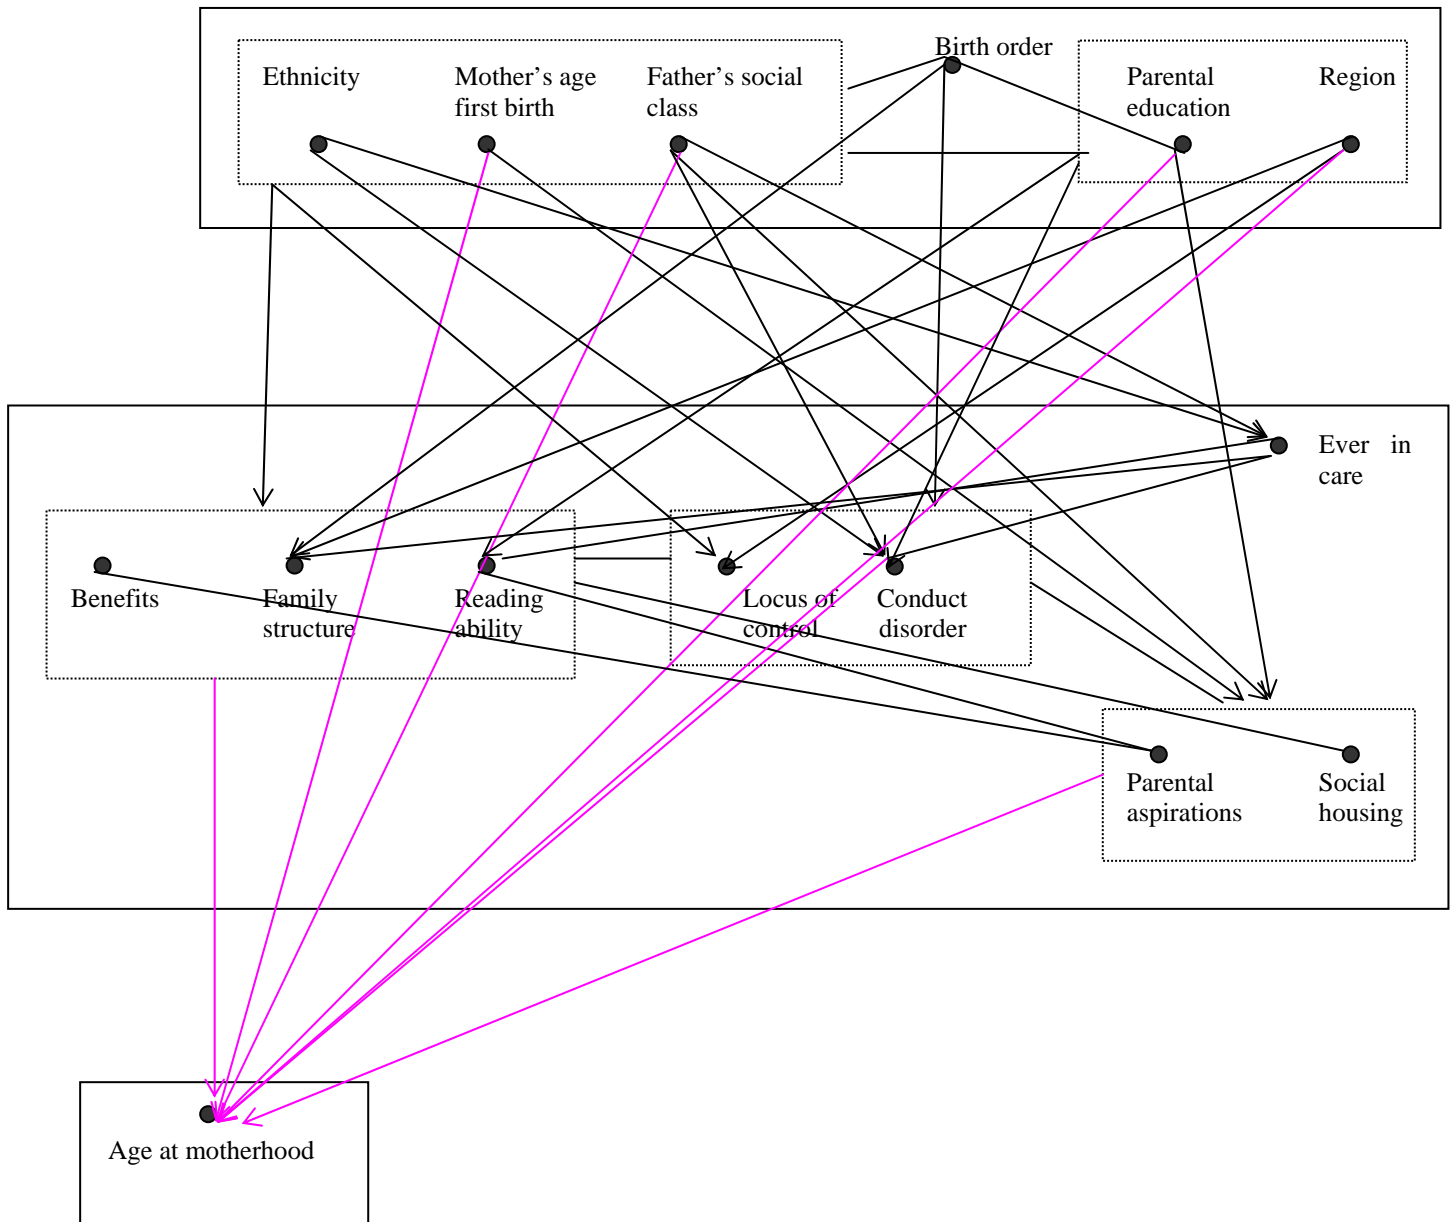 Birth order
Ethnicity
Mother's age
first birth
Father's social
class
Parental
education
Region
Ever in
care
Benefits
Family
structure
Reading
ability
Locus of
control
Conduct
disorder
Parental
aspirations
Social
housing
Age at motherhood